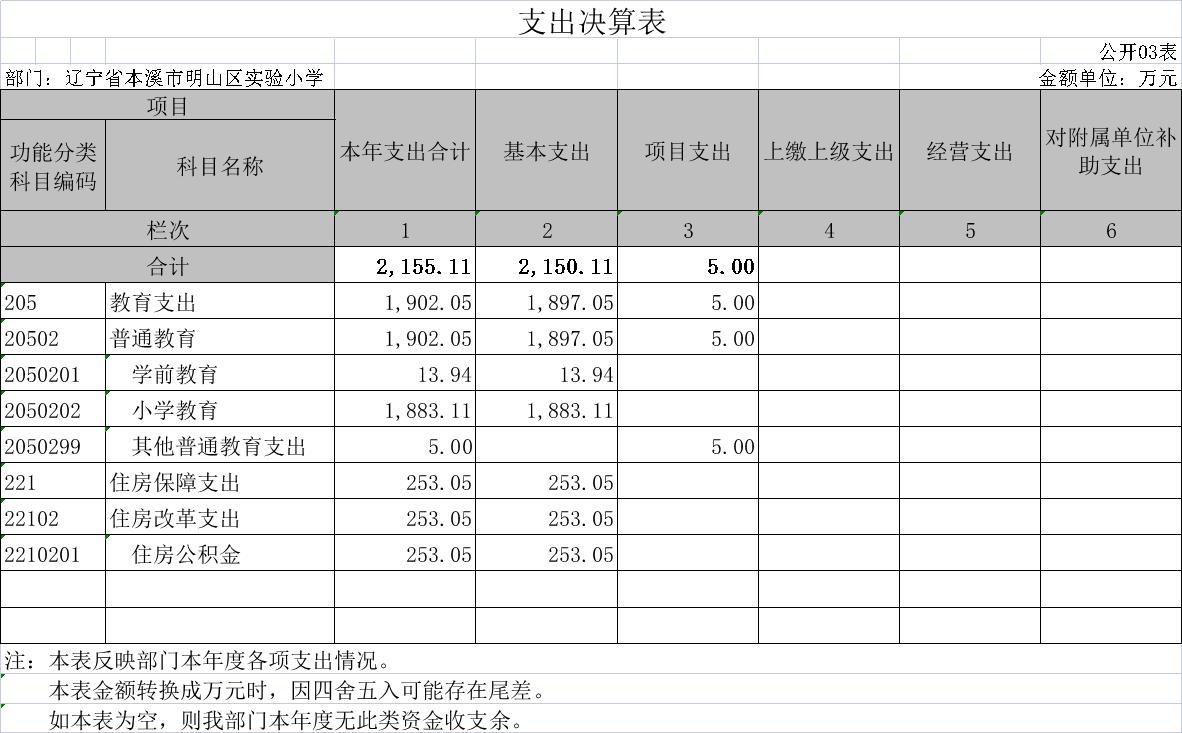 支出决算表
公开03表
部门：辽宁省本溪市明山区实验小学 金额单位：万元
项目 本年支出合计 基本支出 项目支出 上缴上级支出 经营支出 对附属单位补助支出
功能分类科目编码 科目名称
栏次 1 2 3 4 5 6
合计 2,155.11 2,150.11 5.00
205 教育支出 1,902.05 1,897.05 5.00
20502 普通教育 1,902.05 1,897.05 5.00
2050201 学前教育 13.94 13.94
2050202 小学教育 1,883.11 1,883.11
2050299 其他普通教育支出 5.00 5.00
221 住房保障支出 253.05 253.05
22102 住房改革支出 253.05 253.05
2210201 住房公积金 253.05 253.05
注：本表反映部门本年度各项支出情况。
本表金额转换成万元时，因四舍五入可能存在尾差。
如本表为空，则我部门本年度无此类资金收支余。